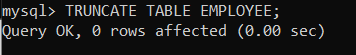 mysql> TRUNCATE TABLE EMPLOYEE;
Query OK, 0 rows affected (0.00 sec)